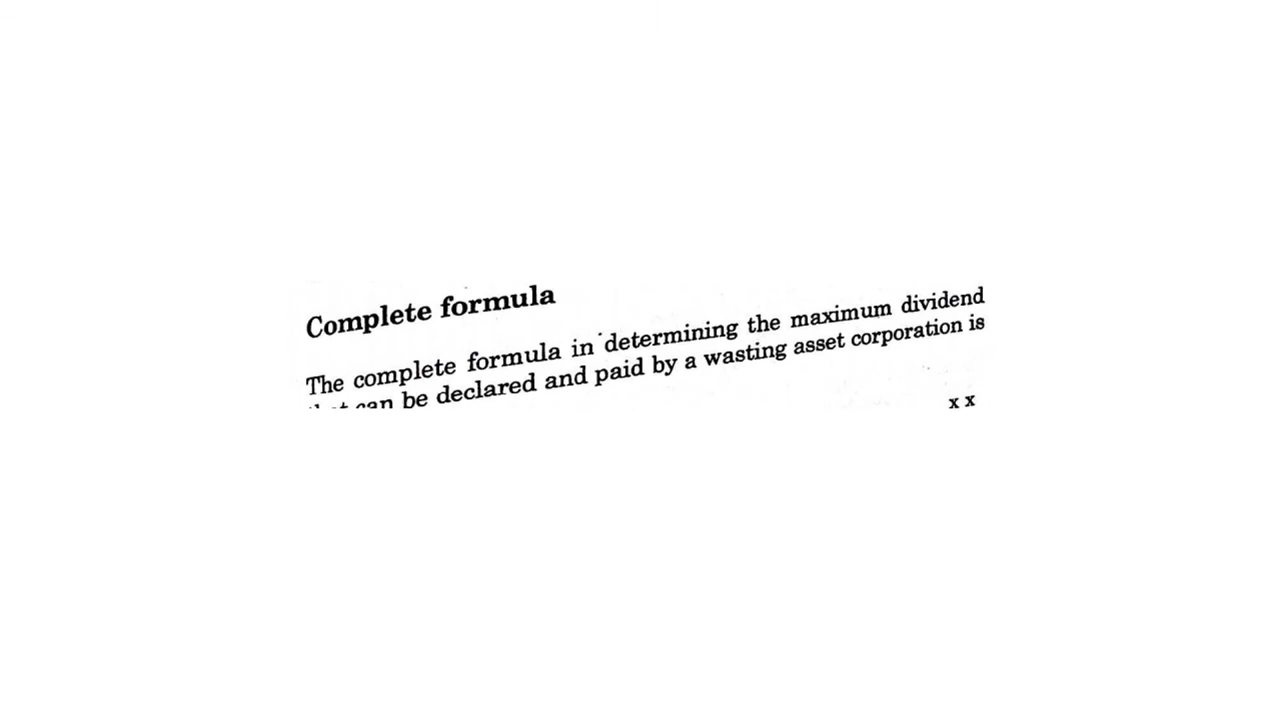 Complete formula
The complete formula in determining the maximum dividend
can be declared and paid by a wasting asset corporation is
x x